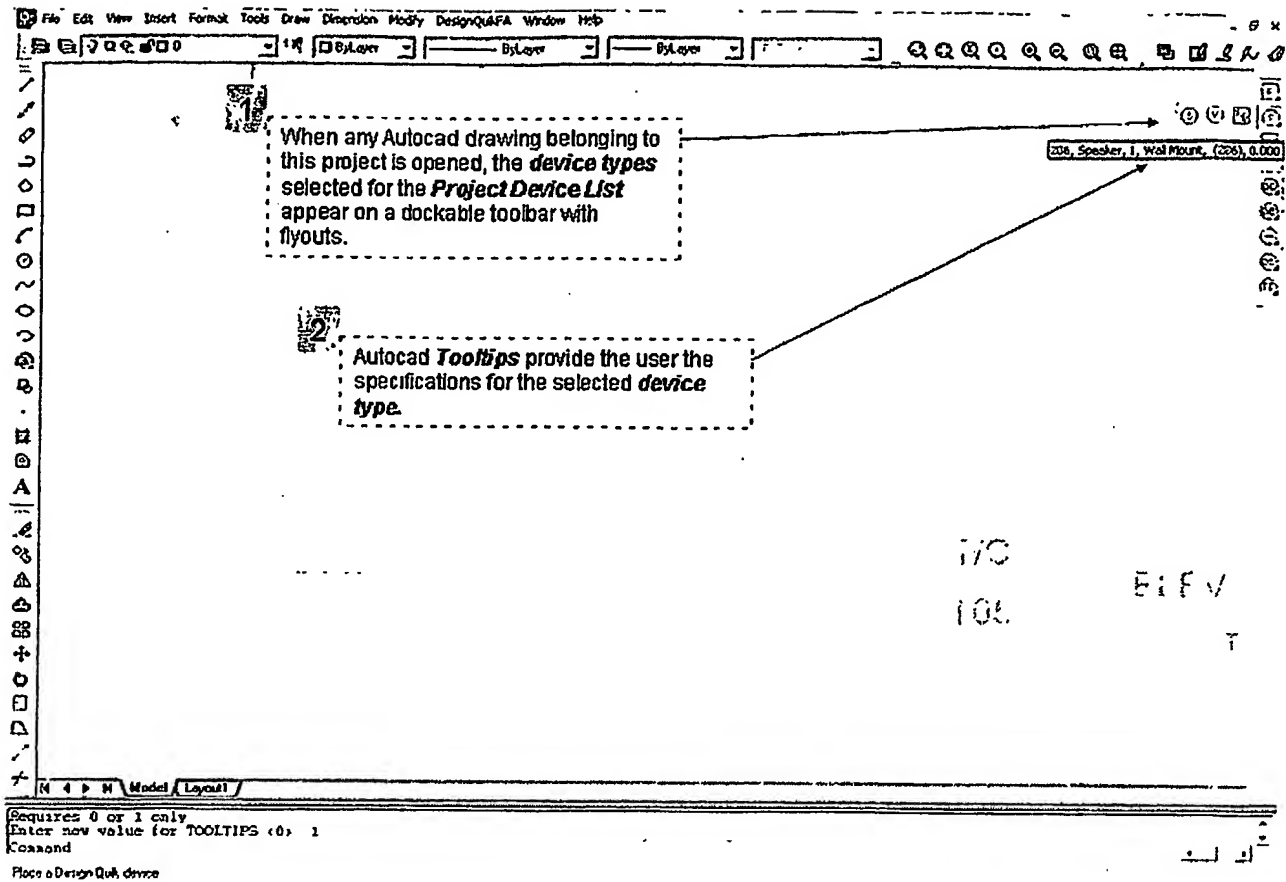 File Edit View Insert Format Tools Draw Dimension Modify DesignQuikFA Window Help
0 ByLayer ByLayer ByLayer
1
When any Autocad drawing belonging to
this project is opened, the device types
selected for the Project Device List
appear on a dockable toolbar with
flyouts.
206, Speaker, 1, Wall Mount, (226), 0.000
2
Autocad Tooltips provide the user the
specifications for the selected device
type.
A
Model Layout1
Requires 0 or 1 only
Enter new value for TOOLTIPS <0> 1
Command
Place a Design Quik device